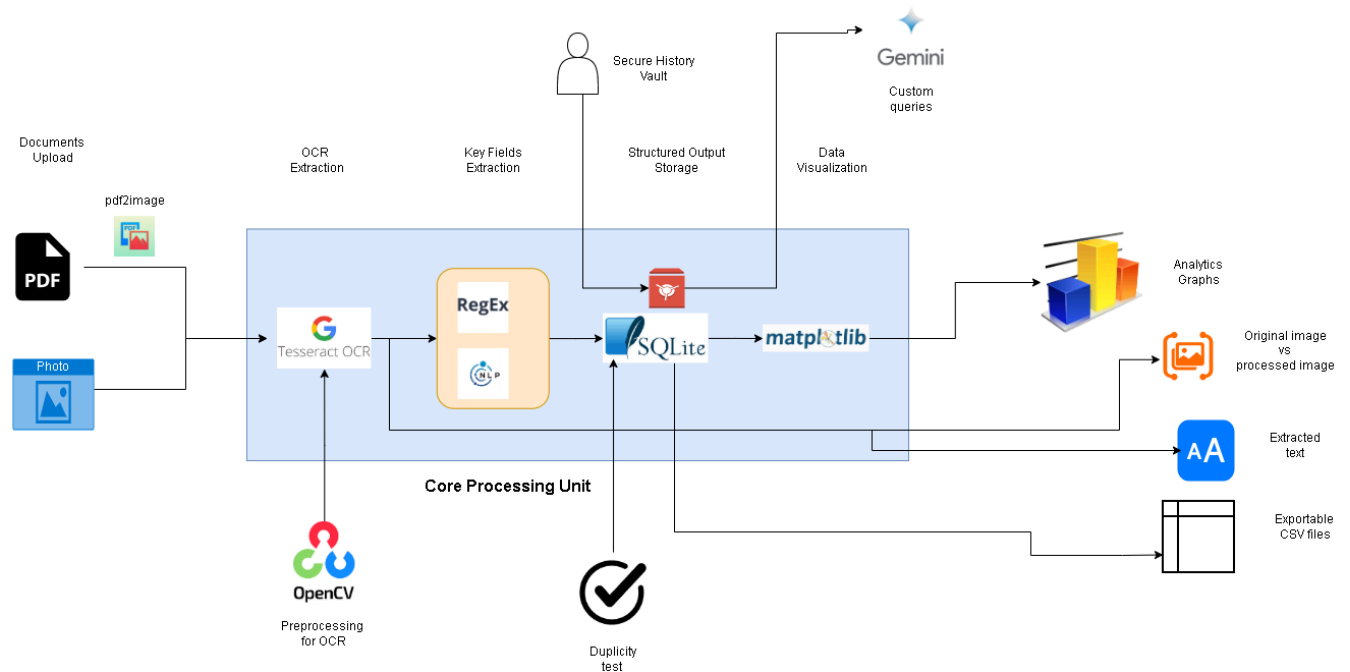 Gemini
Custom
queries
Secure History
Vault
Documents
Upload
OCR
Extraction
Key Fields
Extraction
Structured Output
Storage
Data
Visualization
pdf2image
PDF
PDF
Photo
Tesseract OCR
RegEx
NLP
SQLite
matplotlib
Analytics
Graphs
Original image
vs
processed image
AA
Extracted
text
Core Processing Unit
Exportable
CSV files
OpenCV
Preprocessing
for OCR
Duplicity
test